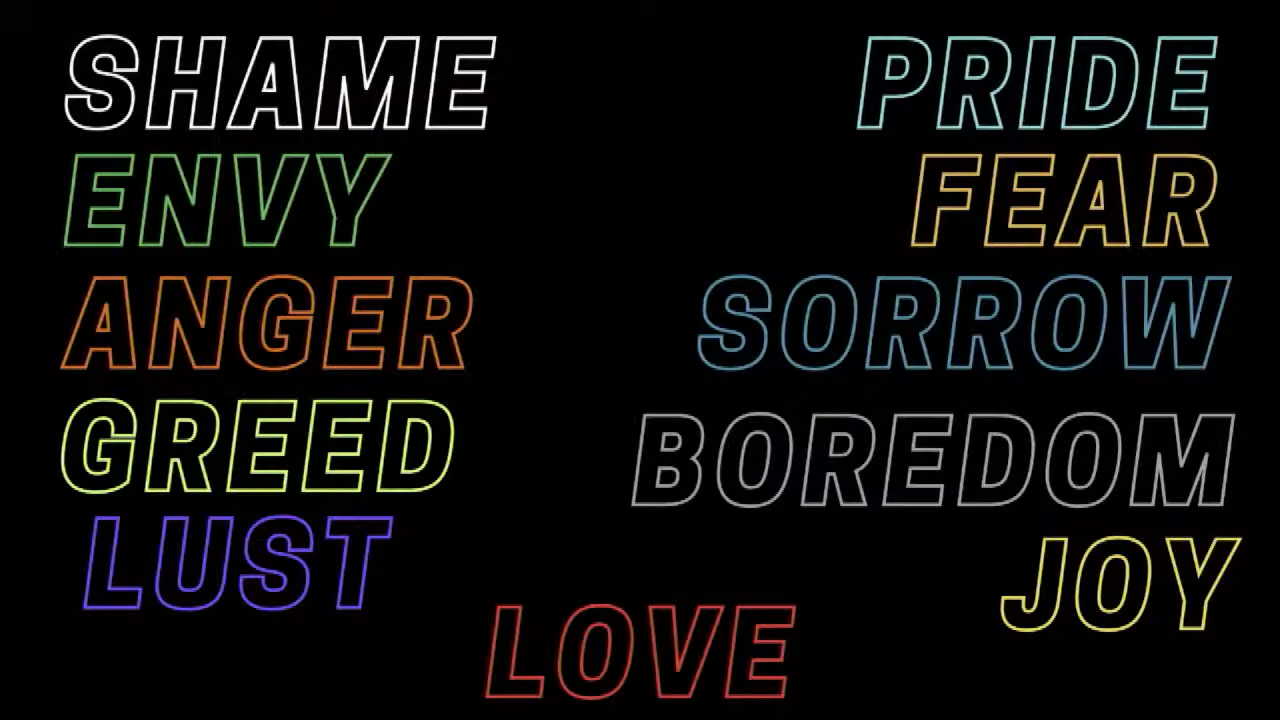 SHAME
ENVY
ANGER
GREED
LUST
PRIDE
FEAR
SORROW
BOREDOM
JOY
LOVE